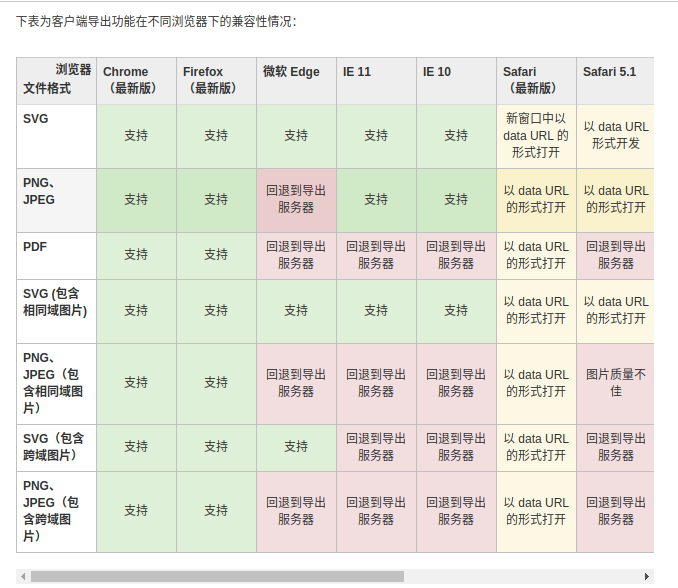 下表为客户端导出功能在不同浏览器下的兼容性情况：
浏览器
文件格式
Chrome
（最新版）
Firefox
（最新版）
微软 Edge
IE 11
IE 10
Safari
（最新版）
Safari 5.1
SVG
支持
支持
支持
支持
支持
新窗口中以
data URL 的
形式打开
以 data URL
形式开发
PNG、
JPEG
支持
支持
回退到导出
服务器
支持
支持
以 data URL
的形式打开
以 data URL
的形式打开
PDF
支持
支持
回退到导出
服务器
回退到导出
服务器
回退到导出
服务器
以 data URL
的形式打开
回退到导出
服务器
SVG (包含
相同域图片)
支持
支持
支持
支持
支持
以 data URL
的形式打开
以 data URL
的形式打开
PNG、
JPEG（包
含相同域图
片）
支持
支持
回退到导出
服务器
回退到导出
服务器
回退到导出
服务器
以 data URL
的形式打开
图片质量不
佳
SVG（包含
跨域图片）
支持
支持
支持
回退到导出
服务器
回退到导出
服务器
以 data URL
的形式打开
回退到导出
服务器
PNG、
JPEG（包
含跨域图
片）
支持
支持
回退到导出
服务器
回退到导出
服务器
回退到导出
服务器
以 data URL
的形式打开
回退到导出
服务器